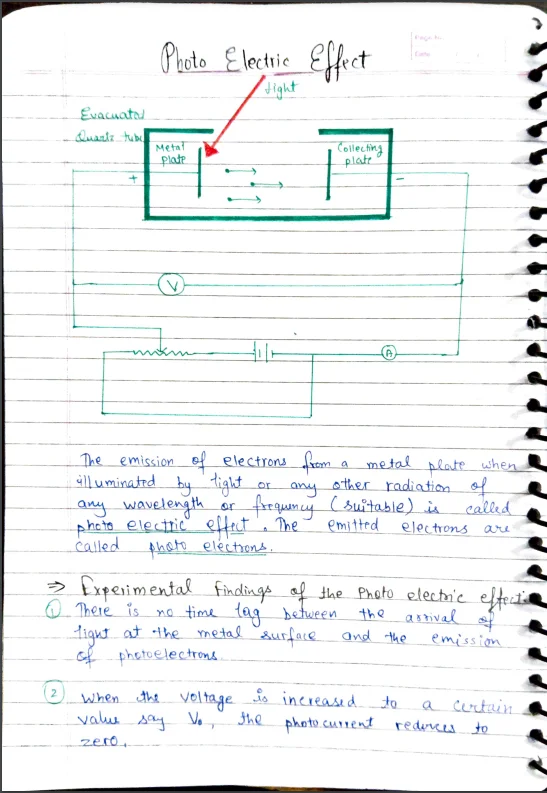 Photo Electric Effect
Light
Evacuated
Quartz tube
Metal
plate
Collecting
plate
+
-
V
A
The emission of electrons from a metal plate when
illuminated by light or any other radiation of
any wavelength or frequency (suitable) is called
photo electric effect. The emitted electrons are
called photo electrons.
⇒ Experimental findings of the Photo electric effect:-
① There is no time lag between the arrival of
light at the metal surface and the emission
of photoelectrons
② When the voltage is increased to a certain
value say V₀, the photocurrent reduces to
zero.